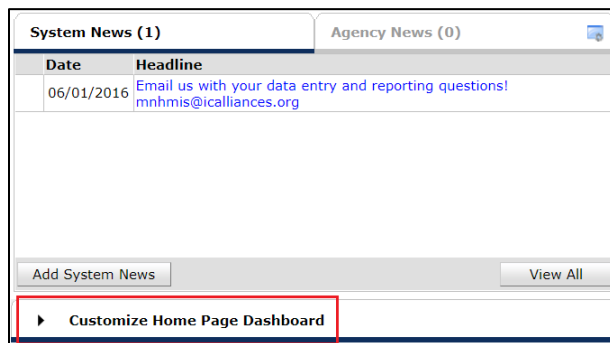 System News (1)
Agency News (0)
Date Headline
06/01/2016 Email us with your data entry and reporting questions!
mnhmis@icalliances.org
Add System News
View All
Customize Home Page Dashboard